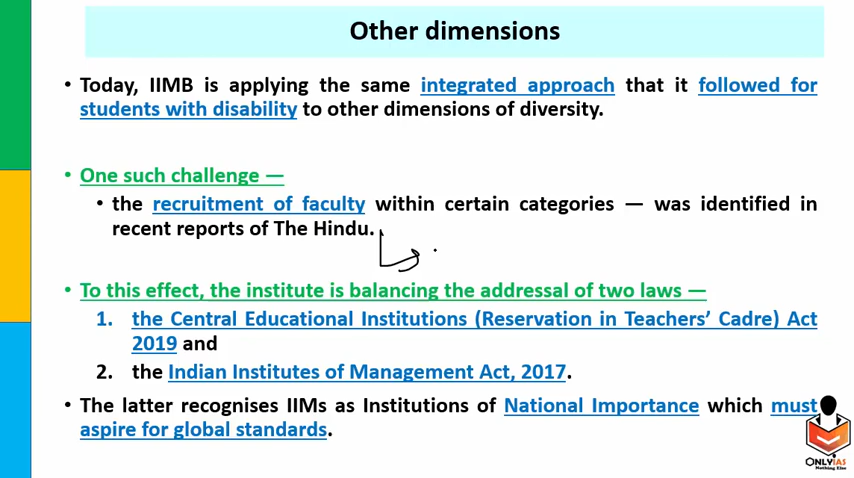 Other dimensions
• Today, IIMB is applying the same integrated approach that it followed for
students with disability to other dimensions of diversity.
• One such challenge —
• the recruitment of faculty within certain categories — was identified in
recent reports of The Hindu.
• To this effect, the institute is balancing the addressal of two laws —
1. the Central Educational Institutions (Reservation in Teachers’ Cadre) Act
2019 and
2. the Indian Institutes of Management Act, 2017.
• The latter recognises IIMs as Institutions of National Importance which must
aspire for global standards.
ONLYIAS
Nothing Else